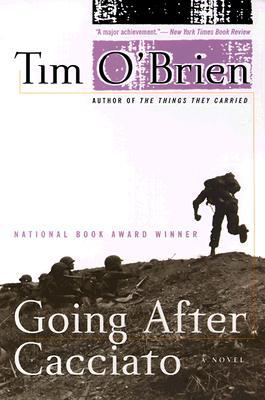 "A major achievement."—New York Times Book Review
Tim O'Brien
AUTHOR OF THE THINGS THEY CARRIED
NATIONAL BOOK AWARD WINNER
Going After
Cacciato
A NOVEL